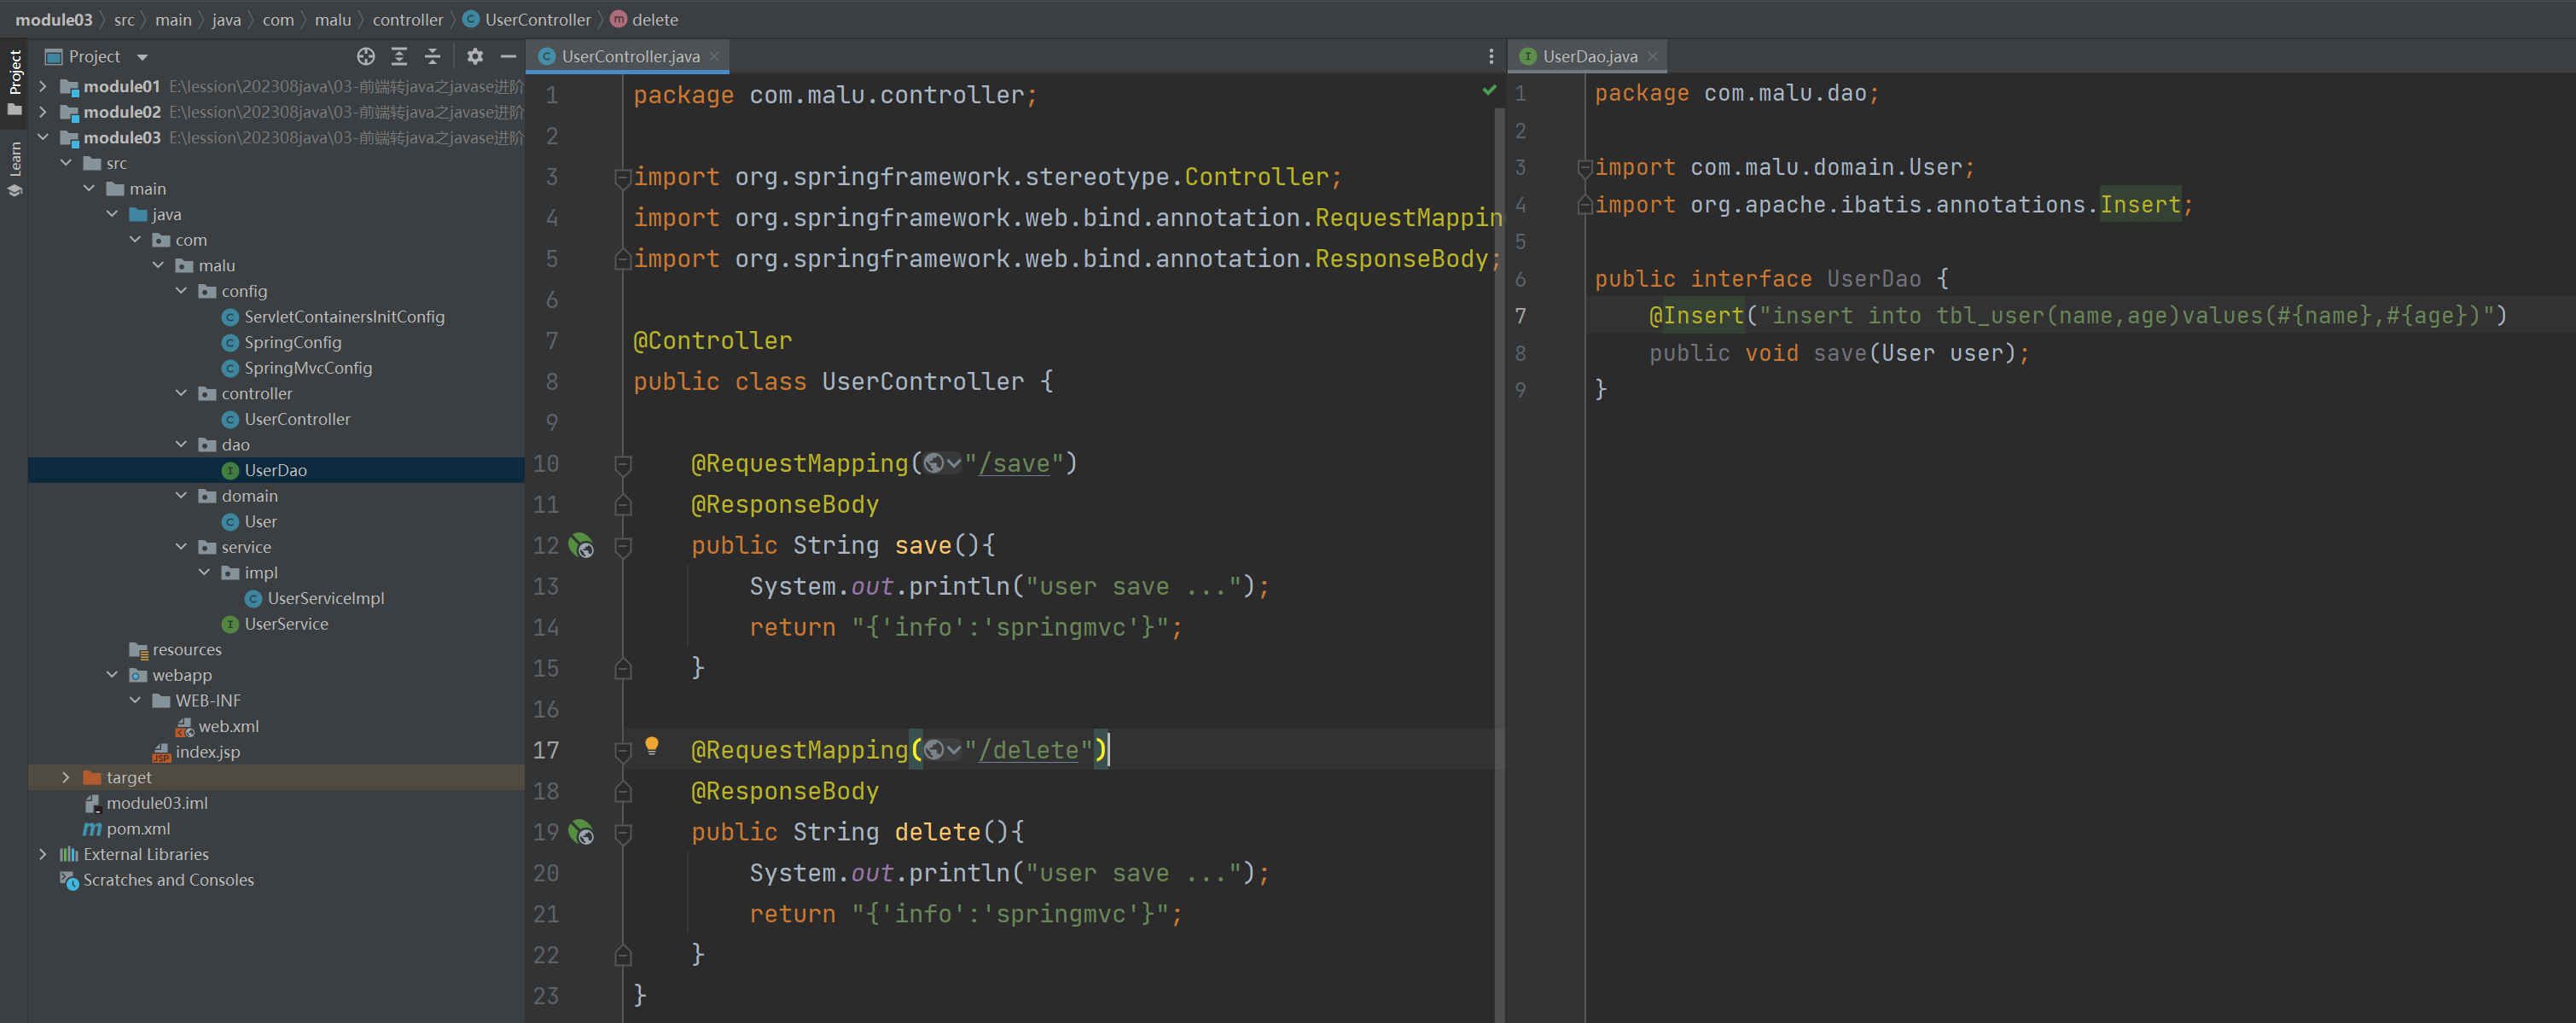 module03 〉 src 〉 main 〉 java 〉 com 〉 malu 〉 controller 〉 UserController 〉 delete
Project
Learn
Project
module01 E:\lession\202308java\03-前端转java之javase进阶
module02 E:\lession\202308java\03-前端转java之javase进阶
module03 E:\lession\202308java\03-前端转java之javase进阶
src
main
java
com
malu
config
ServletContainersInitConfig
SpringConfig
SpringMvcConfig
controller
UserController
dao
UserDao
domain
User
service
impl
UserServiceImpl
UserService
resources
webapp
WEB-INF
web.xml
index.jsp
target
module03.iml
pom.xml
External Libraries
Scratches and Consoles
UserController.java
1 package com.malu.controller;
2
3 import org.springframework.stereotype.Controller;
4 import org.springframework.web.bind.annotation.RequestMappin
5 import org.springframework.web.bind.annotation.ResponseBody;
6
7 @Controller
8 public class UserController {
9
10 @RequestMapping("/save")
11 @ResponseBody
12 public String save(){
13 System.out.println("user save ...");
14 return "{'info':'springmvc'}";
15 }
16
17 @RequestMapping("/delete")
18 @ResponseBody
19 public String delete(){
20 System.out.println("user save ...");
21 return "{'info':'springmvc'}";
22 }
23 }
UserDao.java
1 package com.malu.dao;
2
3 import com.malu.domain.User;
4 import org.apache.ibatis.annotations.Insert;
5
6 public interface UserDao {
7 @Insert("insert into tbl_user(name,age)values(#{name},#{age})")
8 public void save(User user);
9 }